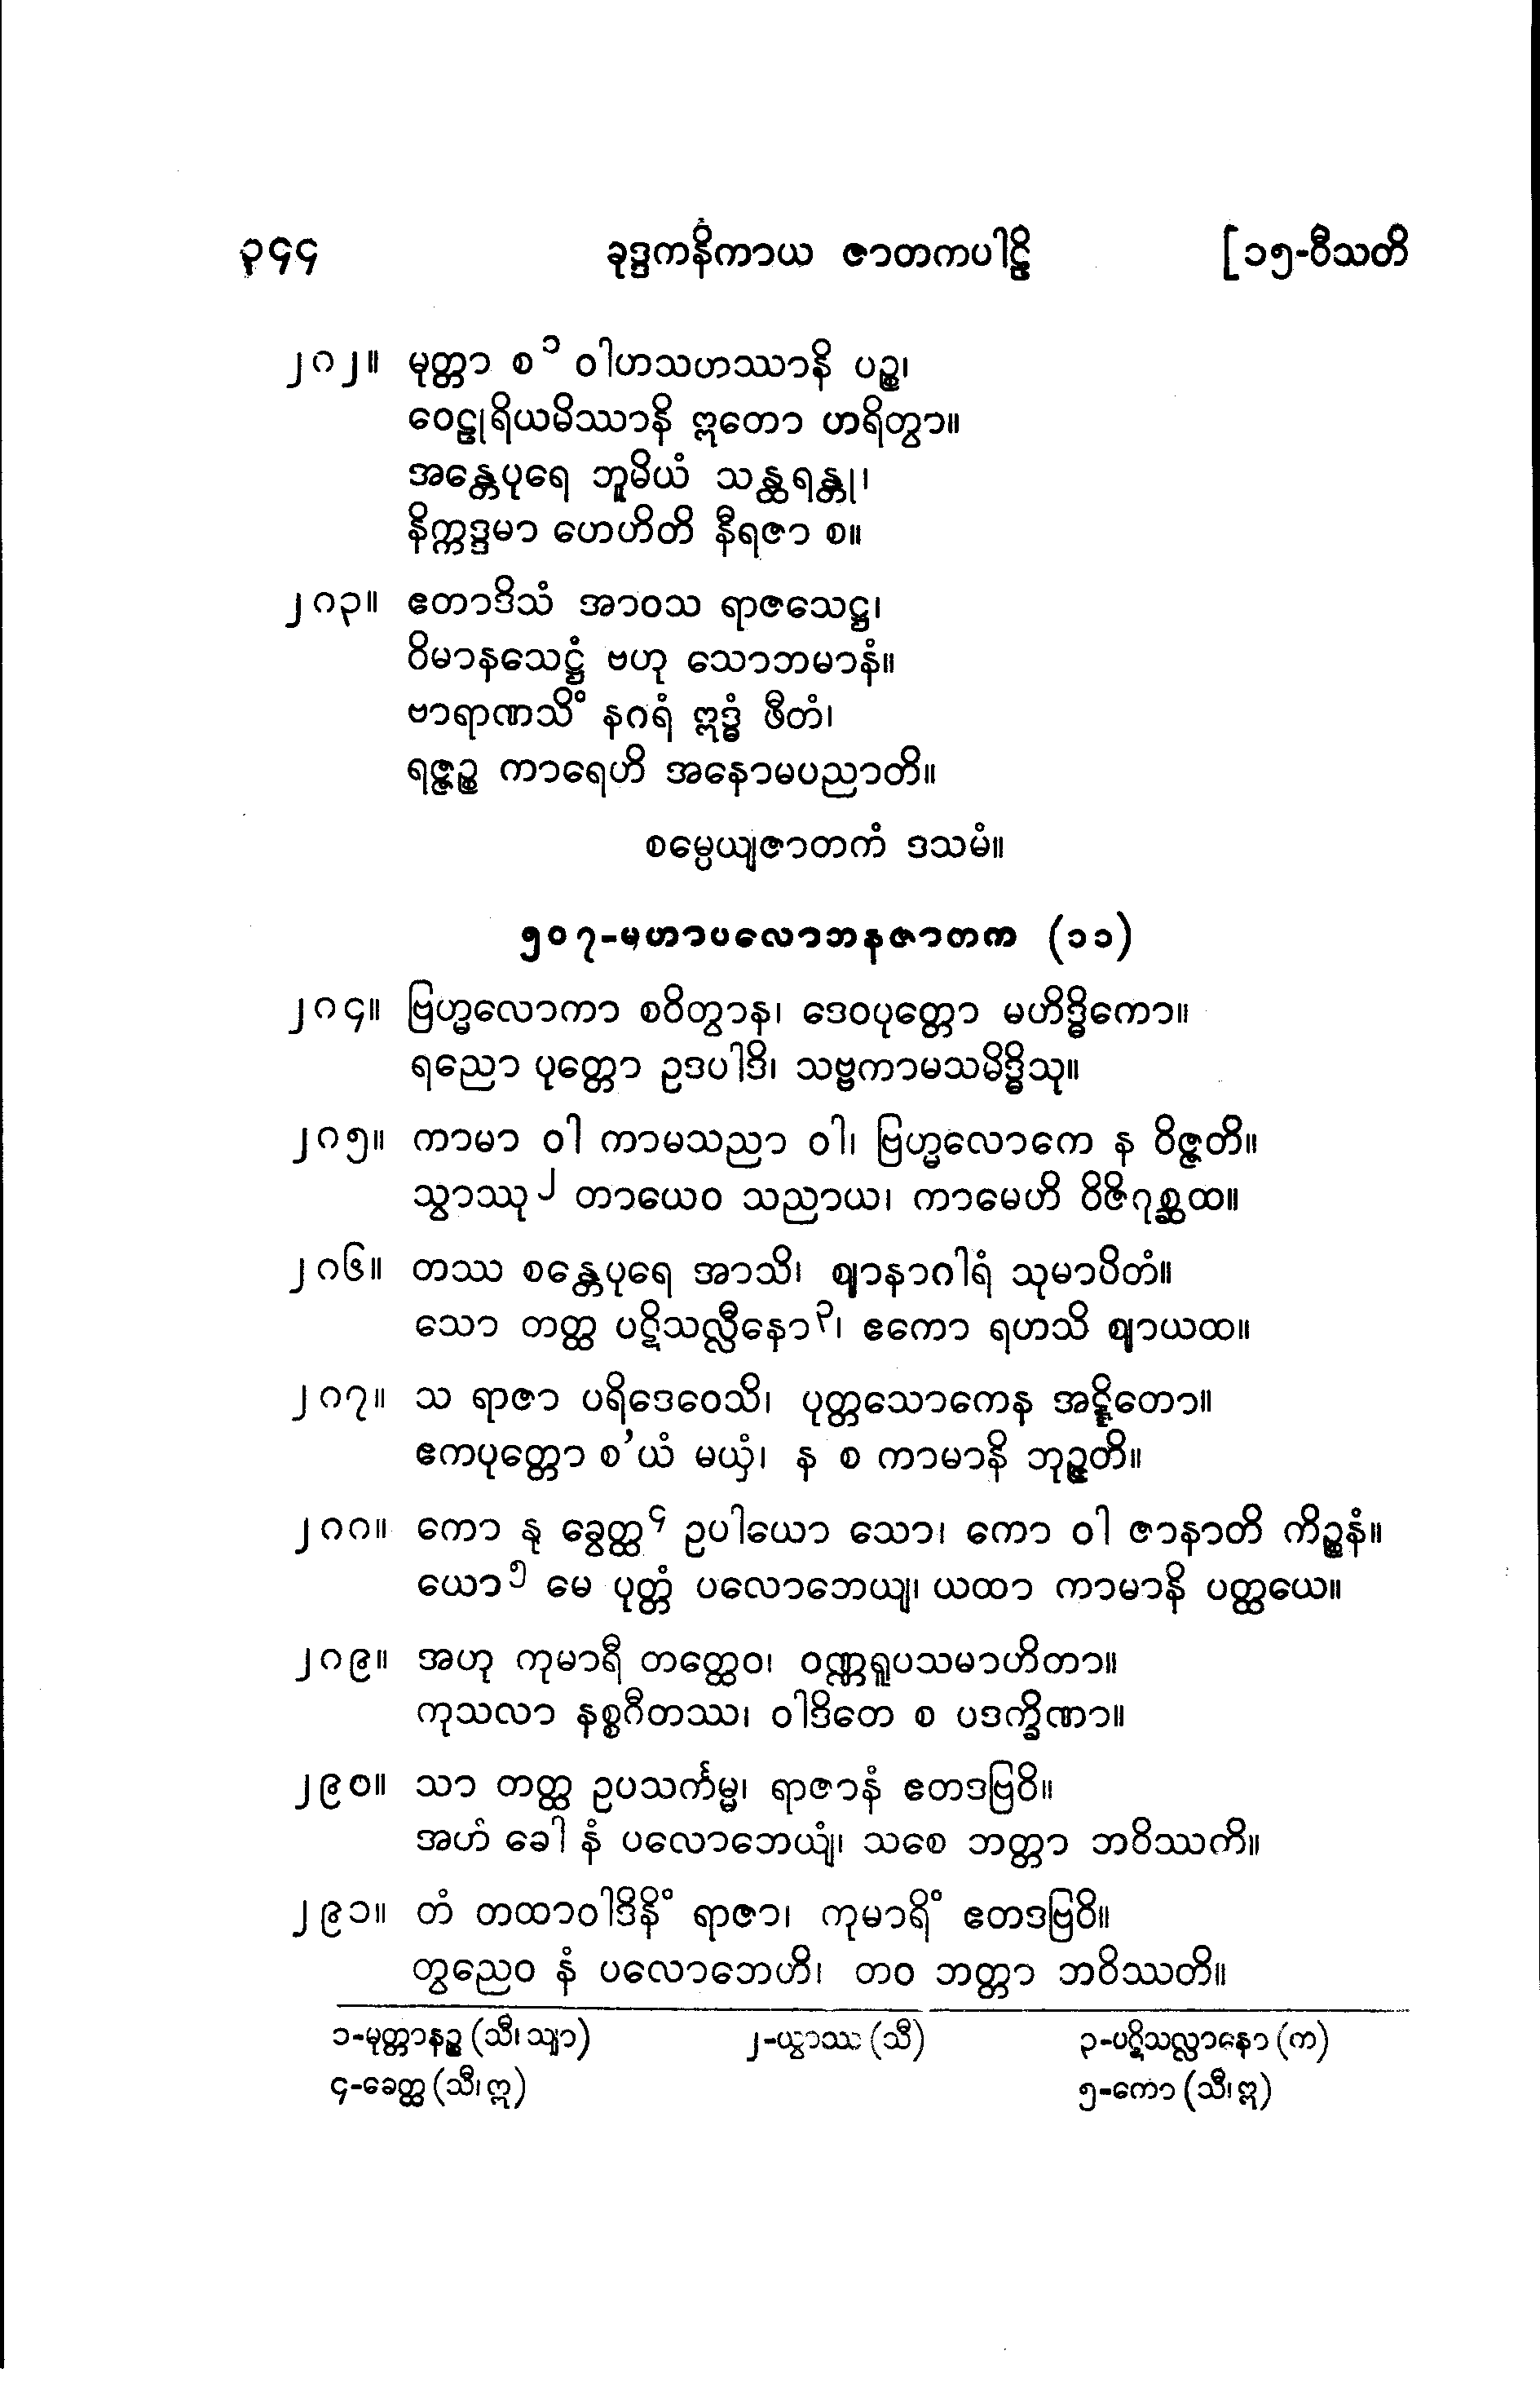 ၃၄၄ ခုဒ္ဒကနိကာယ ဇာတကပါဠိ [၁၅-ဝီသတိ
၂၈၂။ မုတ္တာ စ၁ ဝါဟသဟဿာနိ ပဉ္စ၊
ဝေဠုရိယမိဿာနိ ဣတော ဟရိတွာ။
အန္တေပုရေ ဘူမိယံ သန္ထရန္တု၊
နိက္ကဒ္ဒမာ ဟေဟိတိ နီရဇာ စ။
၂၈၃။ ဧတာဒိသံ အာဝသ ရာဇသေဋ္ဌ၊
ဝိမာနသေဋ္ဌံ ဗဟု သောဘမာနံ။
ဗာရာဏသိံ နဂရံ ဣဒ္ဓံ ဖီတံ၊
ရဇ္ဇဉ္စ ကာရေဟိ အနောမပညာတိ။
စမ္ပေယျဇာတကံ ဒသမံ။
၅၀၇-မဟာပလောဘနဇာတက (၁၁)
၂၈၄။ ဗြဟ္မလောကာ စဝိတွာန၊ ဒေဝပုတ္တော မဟိဒ္ဓိကော။
ရညော ပုတ္တော ဥဒပါဒိ၊ သဗ္ဗကာမသမိဒ္ဓိသု။
၂၈၅။ ကာမာ ဝါ ကာမသညာ ဝါ၊ ဗြဟ္မလောကေ န ဝိဇ္ဇတိ။
သွာဿု၂ တာယေဝ သညာယ၊ ကာမေဟိ ဝိဇိဂုစ္ဆထ။
၂၈၆။ တဿ စန္တေပုရေ အာသိ၊ ဈာနာဂါရံ သုမာပိတံ။
သော တတ္ထ ပဋိသလ္လီနော၃၊ ဧကော ရဟသိ ဈာယထ။
၂၈၇။ သ ရာဇာ ပရိဒေဝေသိ၊ ပုတ္တသောကေန အဋ္ဋိတော။
ဧကပုတ္တော စ’ယံ မယှံ၊ န စ ကာမာနိ ဘုဉ္ဇတိ။
၂၈၈။ ကော နု ခွေတ္ထ၄ ဥပါယော သော၊ ကော ဝါ ဇာနာတိ ကိဉ္စနံ။
ယော၅ မေ ပုတ္တံ ပလောဘေယျ၊ ယထာ ကာမာနိ ပတ္ထယေ။
၂၈၉။ အဟု ကုမာရီ တတ္ထေဝ၊ ဝဏ္ဏရူပသမာဟိတာ။
ကုသလာ နစ္စဂီတဿ၊ ဝါဒိတေ စ ပဒက္ခိဏာ။
၂၉၀။ သာ တတ္ထ ဥပသင်္ကမ္မ၊ ရာဇာနံ ဧတဒဗြဝိ။
အဟံ ခေါ နံ ပလောဘေယျံ၊ သစေ ဘတ္တာ ဘဝိဿတိ။
၂၉၁။ တံ တထာဝါဒိနိံ ရာဇာ၊ ကုမာရိံ ဧတဒဗြဝိ။
တွညေဝ နံ ပလောဘေဟိ၊ တဝ ဘတ္တာ ဘဝိဿတိ။
၁-မုတ္တာနဉ္စ (သီ၊ သျာ) ၂-ယွာဿ (သီ) ၃-ပဋိသလ္လာနော (က)
၄-ခေတ္ထ (သီ၊ ဣ) ၅-ကော (သီ၊ ဣ)